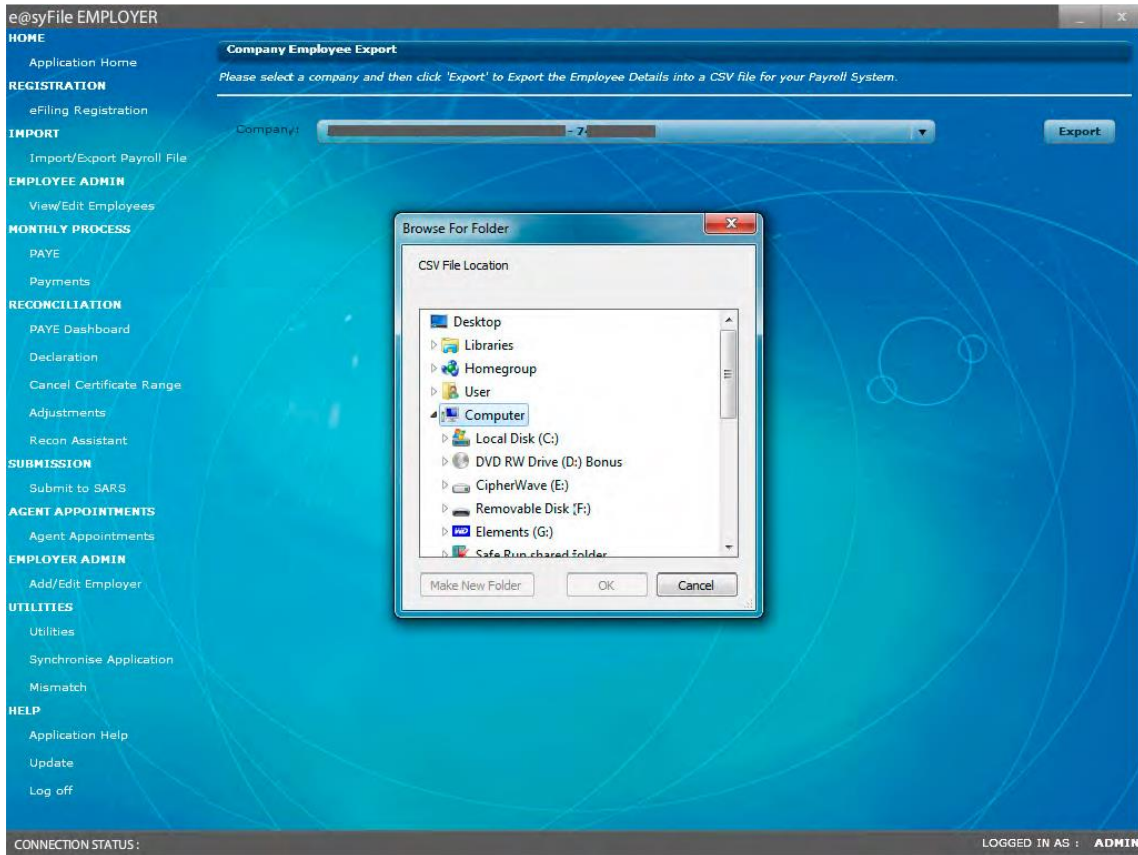 e@syFile EMPLOYER
HOME
Application Home
REGISTRATION
eFiling Registration
IMPORT
Import/Export Payroll File
EMPLOYEE ADMIN
View/Edit Employees
MONTHLY PROCESS
PAYE
Payments
RECONCILIATION
PAYE Dashboard
Declaration
Cancel Certificate Range
Adjustments
Recon Assistant
SUBMISSION
Submit to SARS
AGENT APPOINTMENTS
Agent Appointments
EMPLOYER ADMIN
Add/Edit Employer
UTILITIES
Utilities
Synchronise Application
Mismatch
HELP
Application Help
Update
Log off
Company Employee Export
Please select a company and then click 'Export' to Export the Employee Details into a CSV file for your Payroll System.
Company: - 7 Export
Browse For Folder
CSV File Location
Desktop
Libraries
Homegroup
User
Computer
Local Disk (C:)
DVD RW Drive (D:) Bonus
CipherWave (E:)
Removable Disk (F:)
WD Elements (G:)
Safe Run shared folder
Make New Folder OK Cancel
CONNECTION STATUS : LOGGED IN AS : ADMIN